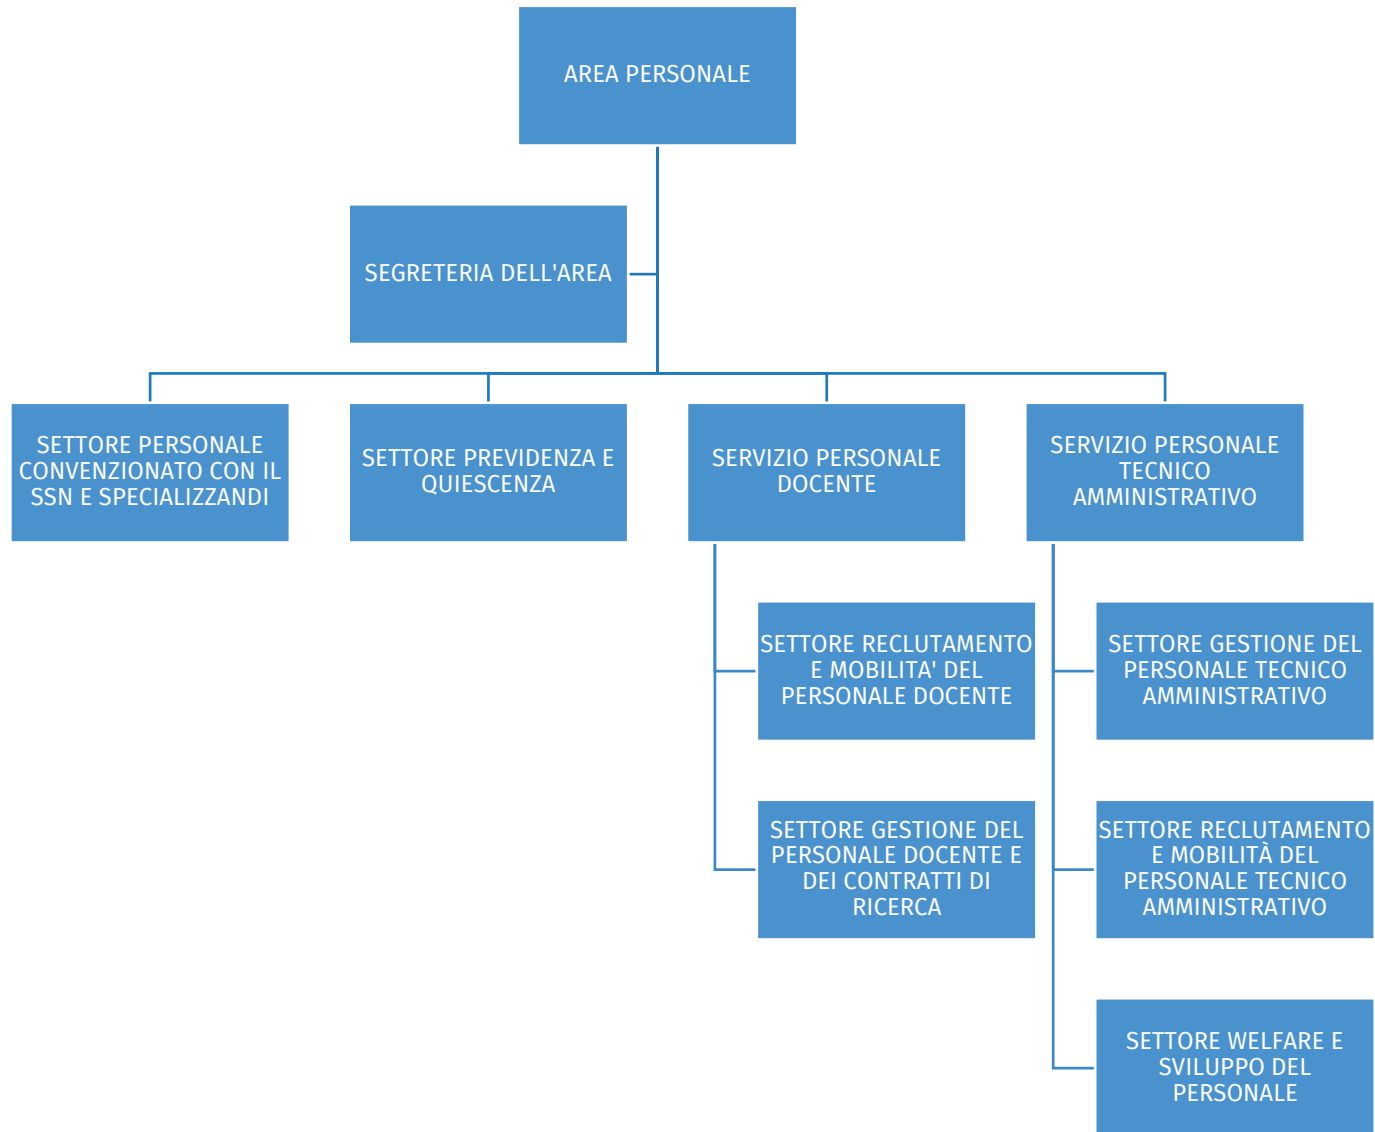 AREA PERSONALE
SEGRETERIA DELL'AREA
SETTORE PERSONALE
CONVENZIONATO CON IL
SSN E SPECIALIZZANDI
SETTORE PREVIDENZA E
QUIESCENZA
SERVIZIO PERSONALE
DOCENTE
SERVIZIO PERSONALE
TECNICO
AMMINISTRATIVO
SETTORE RECLUTAMENTO
E MOBILITA' DEL
PERSONALE DOCENTE
SETTORE GESTIONE DEL
PERSONALE DOCENTE E
DEI CONTRATTI DI
RICERCA
SETTORE GESTIONE DEL
PERSONALE TECNICO
AMMINISTRATIVO
SETTORE RECLUTAMENTO
E MOBILITÀ DEL
PERSONALE TECNICO
AMMINISTRATIVO
SETTORE WELFARE E
SVILUPPO DEL
PERSONALE